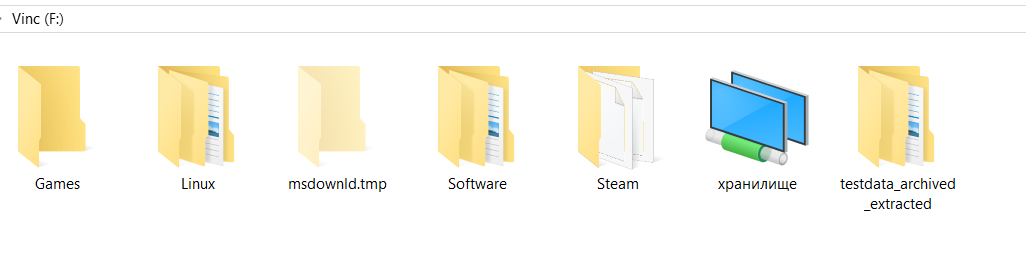 Vinc (F:)
Games
Linux
msdownld.tmp
Software
Steam
хранилище
testdata_archived
_extracted